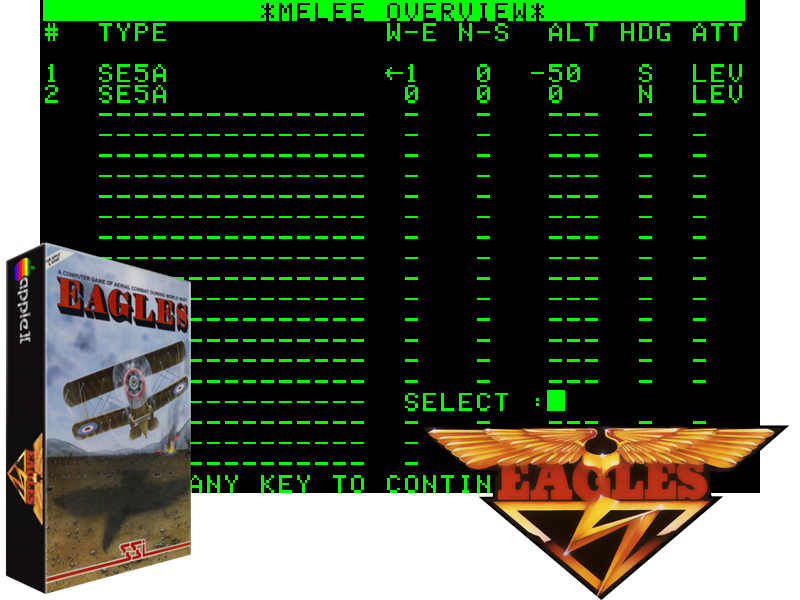 *MELEE OVERVIEW*
# TYPE W-E N-S ALT HDG ATT
1 SE5A ←1 0 -50 S LEV
2 SE5A 0 0 0 N LEV
SELECT :
ANY KEY TO CONTIN
apple II
A COMPUTER GAME OF AERIAL COMBAT DURING WORLD WAR I
EAGLES
EAGLES
SSI
EAGLES